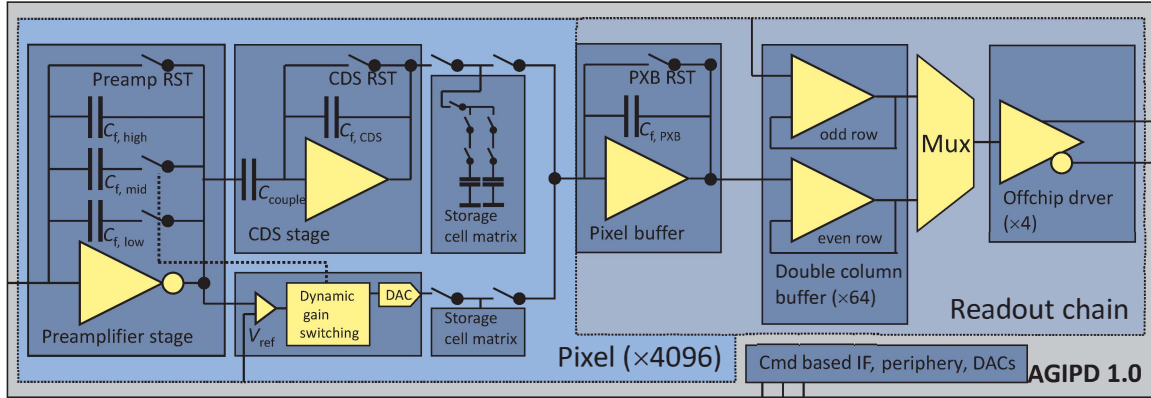 Preamp RST
C_f, high
C_f, mid
C_f, low
Preamplifier stage
CDS RST
C_f, CDS
C_couple
CDS stage
Storage
cell matrix
V_ref
Dynamic
gain
switching
DAC
Storage
cell matrix
Pixel (×4096)
PXB RST
C_f, PXB
Pixel buffer
odd row
even row
Double column
buffer (×64)
Mux
Offchip drver
(×4)
Readout chain
Cmd based IF, periphery, DACs
AGIPD 1.0